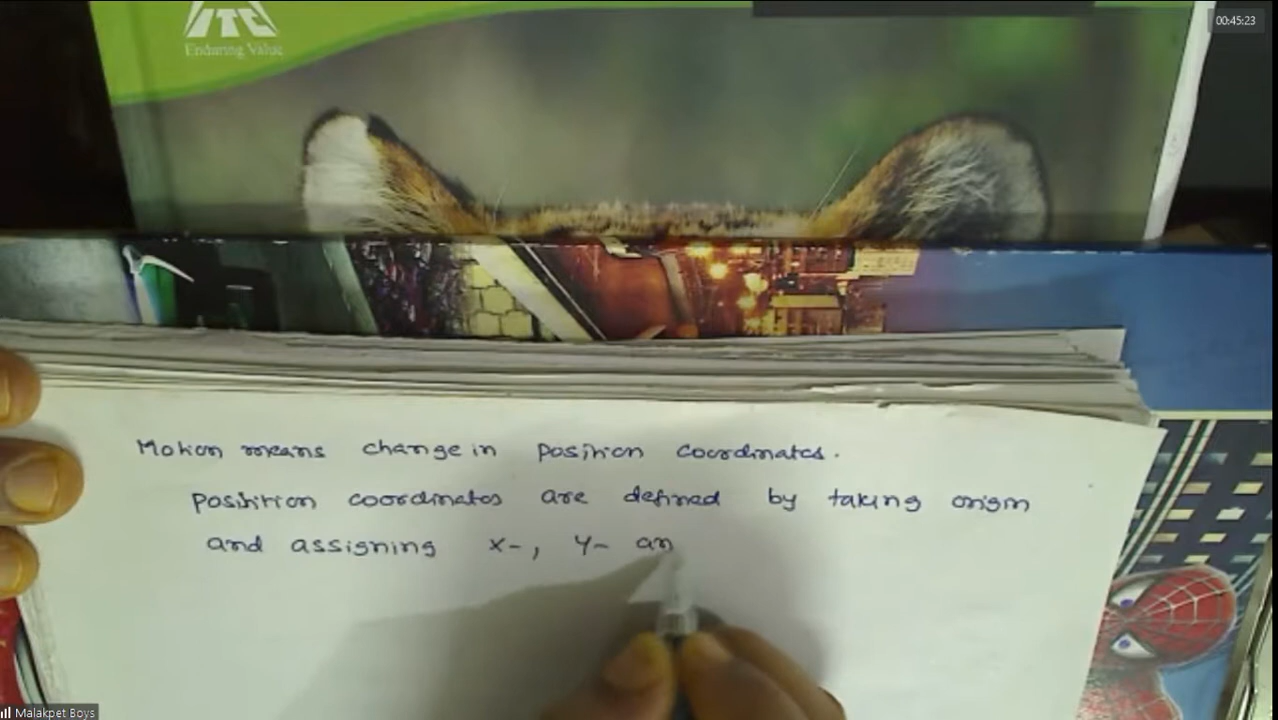 00:45:23
ITC
Enduring Value
Motion means change in position coordinates.
position coordinates are defined by taking origin
and assigning x-, y- an
Malakpet Boys